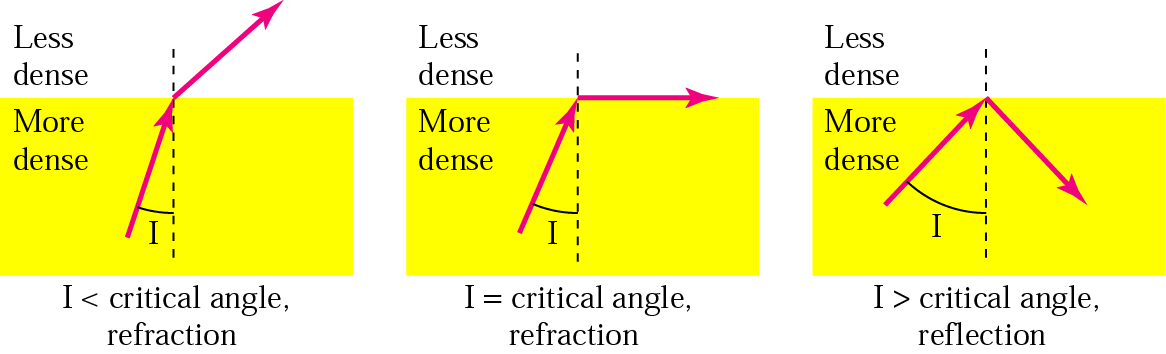 Less
dense
More
dense
I
I < critical angle,
refraction
Less
dense
More
dense
I
I = critical angle,
refraction
Less
dense
More
dense
I
I > critical angle,
reflection